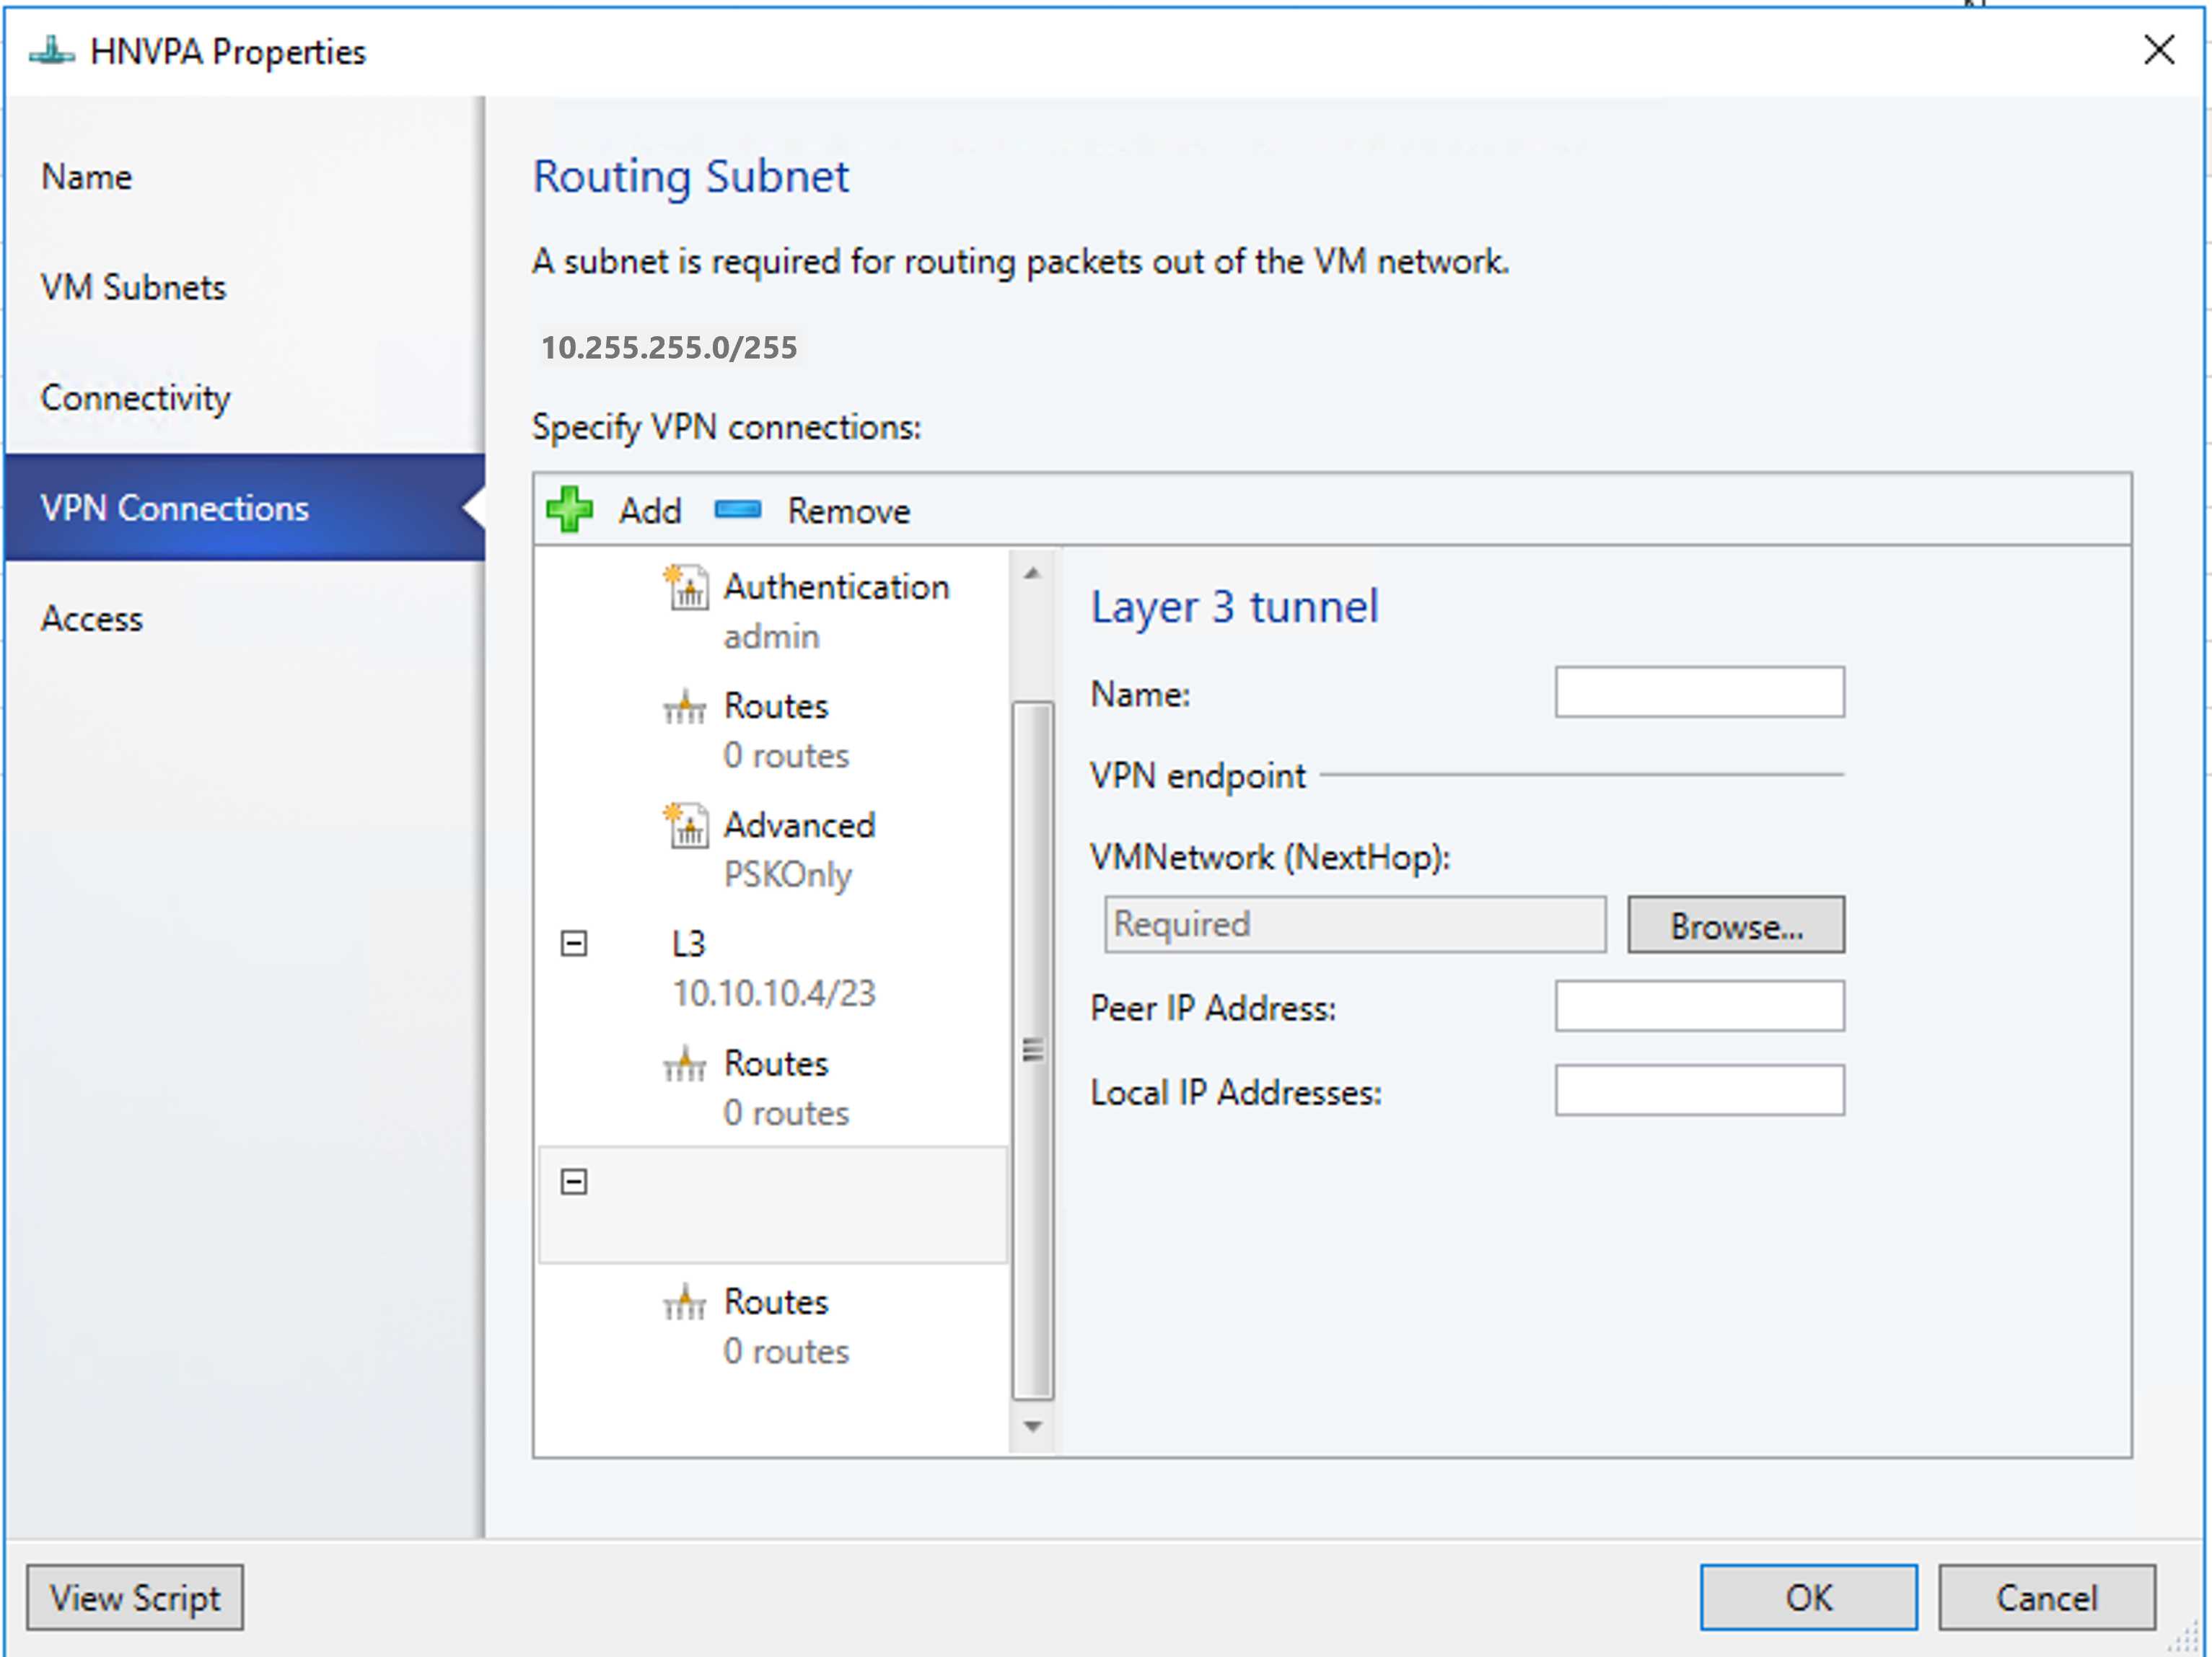 HNVPA Properties
Name
VM Subnets
Connectivity
VPN Connections
Access
Routing Subnet
A subnet is required for routing packets out of the VM network.
10.255.255.0/255
Specify VPN connections:
Add Remove
Authentication
admin
Routes
0 routes
Advanced
PSKOnly
L3
10.10.10.4/23
Routes
0 routes
Routes
0 routes
Layer 3 tunnel
Name:
VPN endpoint
VMNetwork (NextHop):
Required Browse...
Peer IP Address:
Local IP Addresses:
View Script OK Cancel